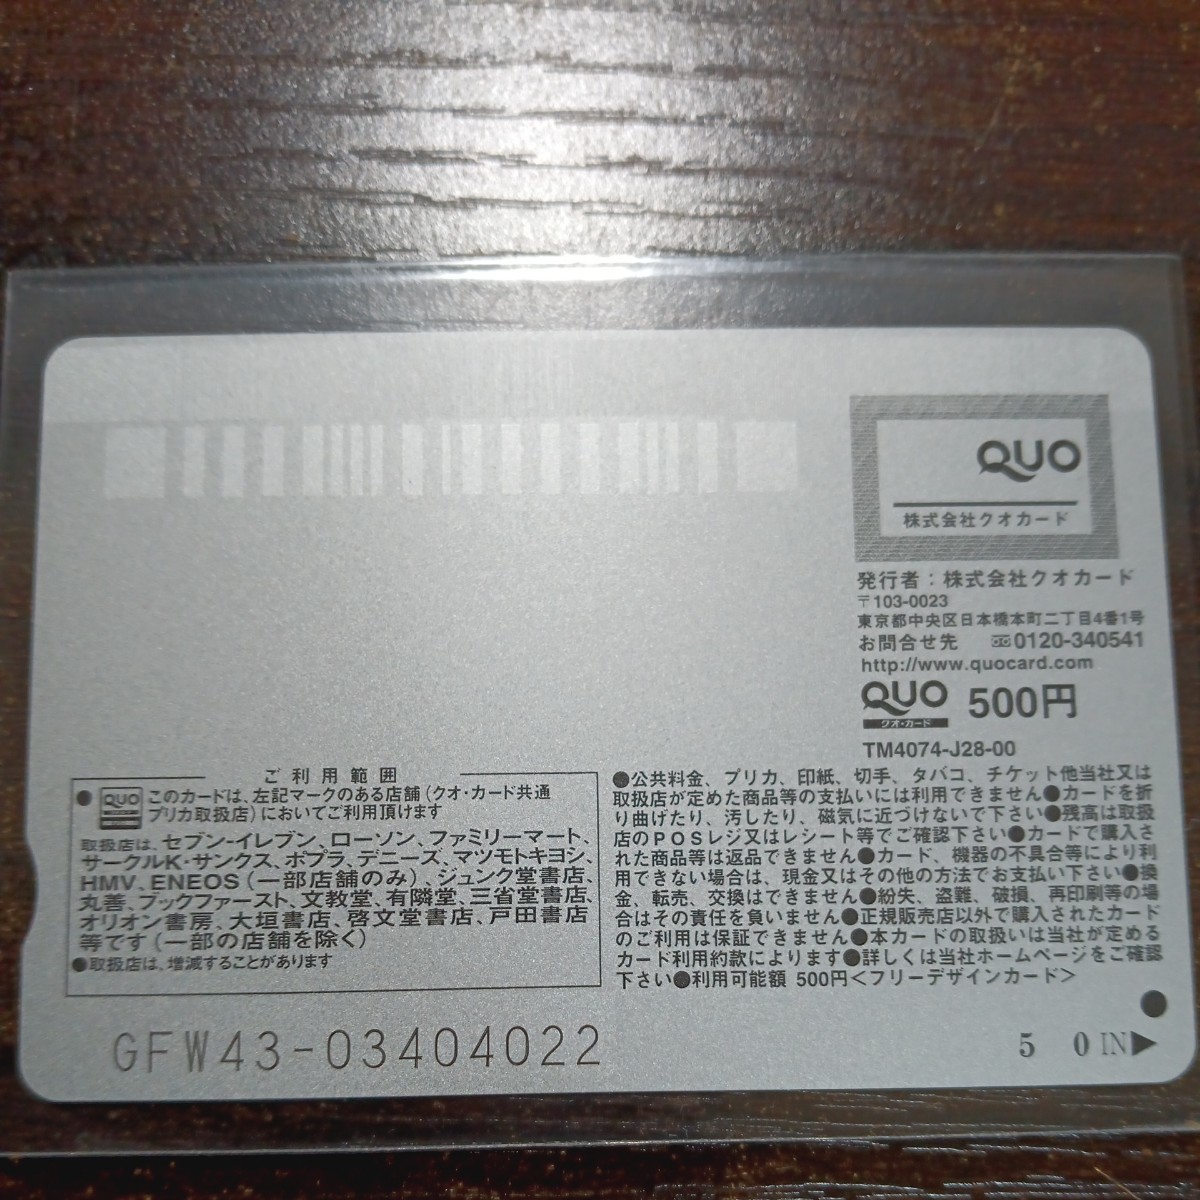 QUO
株式会社クオカード
発行者：株式会社クオカード
〒103-0023
東京都中央区日本橋本町二丁目4番1号
お問合せ先 0120-340541
http://www.quocard.com
QUO 500円
クオ・カード
TM4074-J28-00
ご利用範囲
●QUO このカードは、左記マークのある店舗（クオ・カード共通
プリカ取扱店）においてご利用頂けます
取扱店は、セブン-イレブン、ローソン、ファミリーマート、
サークルK・サンクス、ポプラ、デニーズ、マツモトキヨシ、
HMV、ENEOS（一部店舗のみ）、ジュンク堂書店、
丸善、ブックファースト、文教堂、有隣堂、三省堂書店、
オリオン書房、大垣書店、啓文堂書店、戸田書店
等です（一部の店舗を除く）
●取扱店は、増減することがあります
●公共料金、プリカ、印紙、切手、タバコ、チケット他当社又は
取扱店が定めた商品等の支払いには利用できません●カードを折
り曲げたり、汚したり、磁気に近づけないで下さい●残高は取扱
店のPOSレジ又はレシート等でご確認下さい●カードで購入さ
れた商品等は返品できません●カード、機器の不具合等により利
用できない場合は、現金又はその他の方法でお支払い下さい●換
金、転売、交換はできません●紛失、盗難、破損、再印刷等の場
合はその責任を負いません●正規販売店以外で購入されたカード
のご利用は保証できません●本カードの取扱いは当社が定める
カード利用約款によります●詳しくは当社ホームページをご確認
下さい●利用可能額 500円＜フリーデザインカード＞
GFW43-03404022
5 0 IN▶